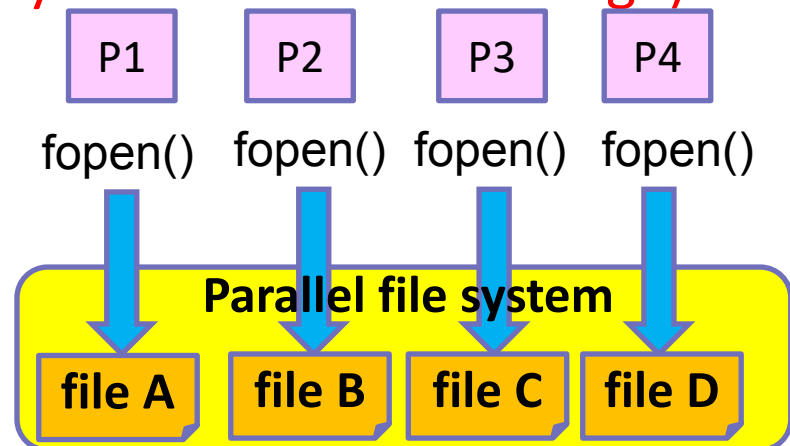 P1 P2 P3 P4
fopen() fopen() fopen() fopen()
Parallel file system
file A file B file C file D